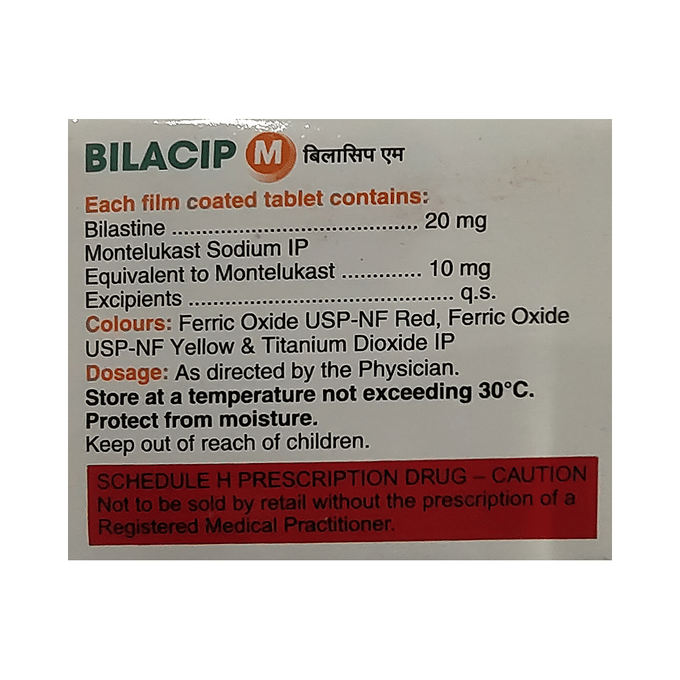 BILACIP M बिलासिप एम
Each film coated tablet contains:
Bilastine ........................................ 20 mg
Montelukast Sodium IP
Equivalent to Montelukast ............. 10 mg
Excipients ............................................ q.s.
Colours: Ferric Oxide USP-NF Red, Ferric Oxide
USP-NF Yellow & Titanium Dioxide IP
Dosage: As directed by the Physician.
Store at a temperature not exceeding 30°C.
Protect from moisture.
Keep out of reach of children.
SCHEDULE H PRESCRIPTION DRUG – CAUTION
Not to be sold by retail without the prescription of a
Registered Medical Practitioner.